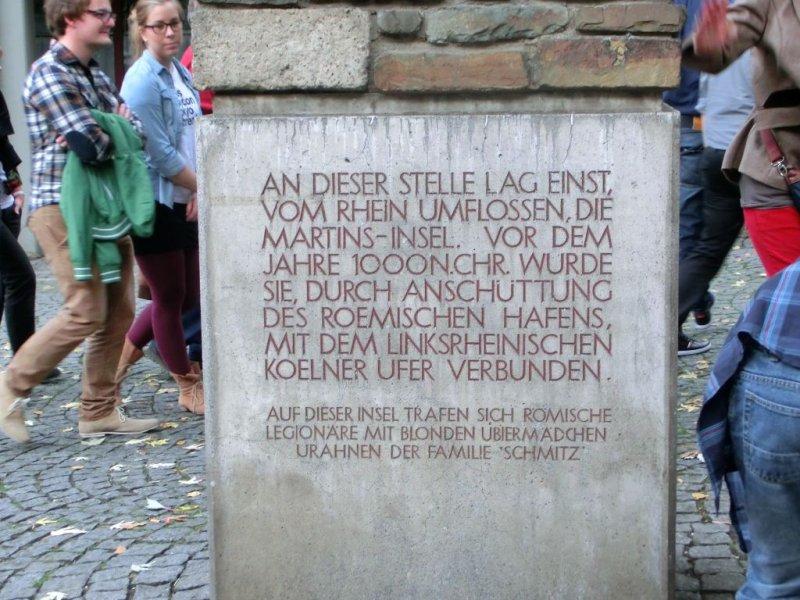 AN DIESER STELLE LAG EINST,
VOM RHEIN UMFLOSSEN, DIE
MARTINS-INSEL. VOR DEM
JAHRE 1000 N.CHR. WURDE
SIE, DURCH ANSCHÜTTUNG
DES ROEMISCHEN HAFENS,
MIT DEM LINKSRHEINISCHEN
KOELNER UFER VERBUNDEN.
AUF DIESER INSEL TRAFEN SICH RÖMISCHE
LEGIONÄRE MIT BLONDEN ÜBIERMÄDCHEN
URAHNEN DER FAMILIE "SCHMITZ"